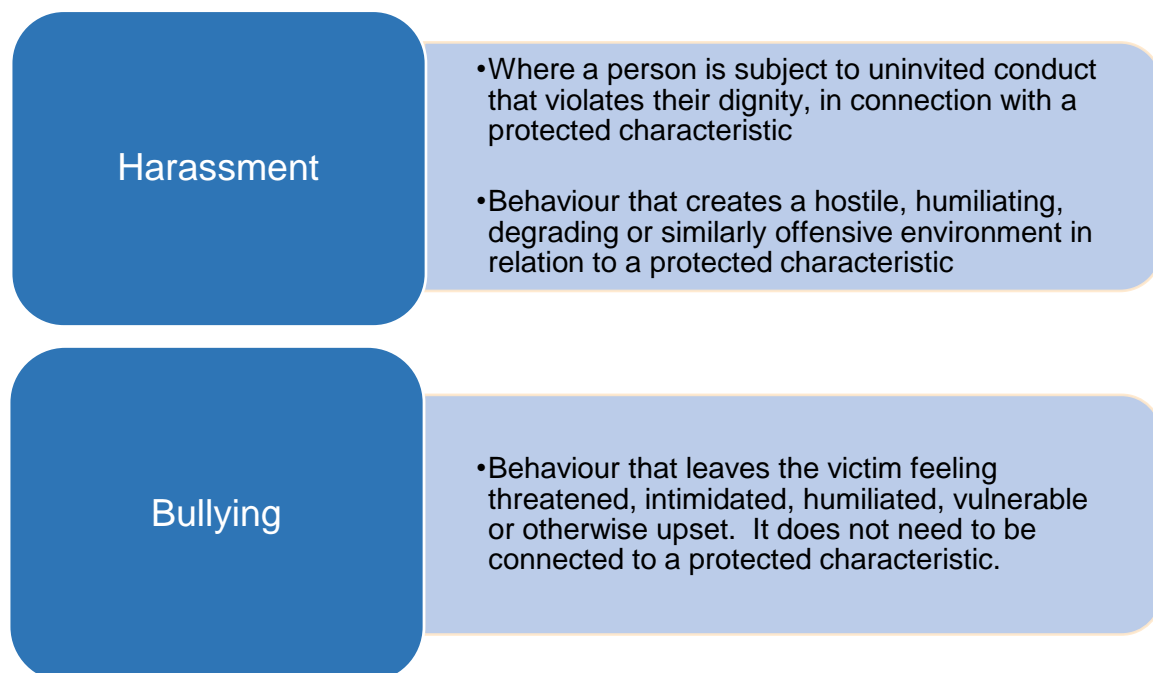 Harassment
•Where a person is subject to uninvited conduct
that violates their dignity, in connection with a
protected characteristic
•Behaviour that creates a hostile, humiliating,
degrading or similarly offensive environment in
relation to a protected characteristic
Bullying
•Behaviour that leaves the victim feeling
threatened, intimidated, humiliated, vulnerable
or otherwise upset.  It does not need to be
connected to a protected characteristic.